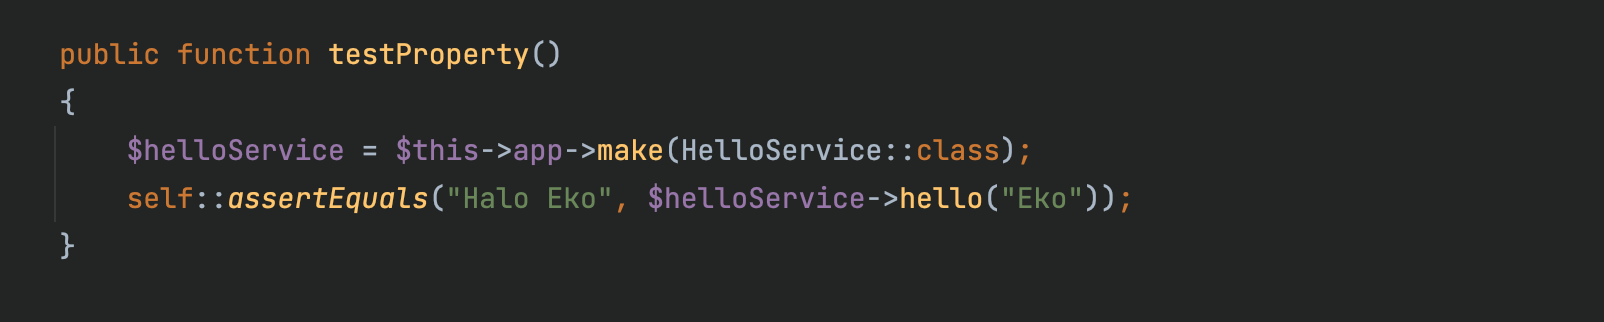 public function testProperty()
{
    $helloService = $this->app->make(HelloService::class);
    self::assertEquals("Halo Eko", $helloService->hello("Eko"));
}